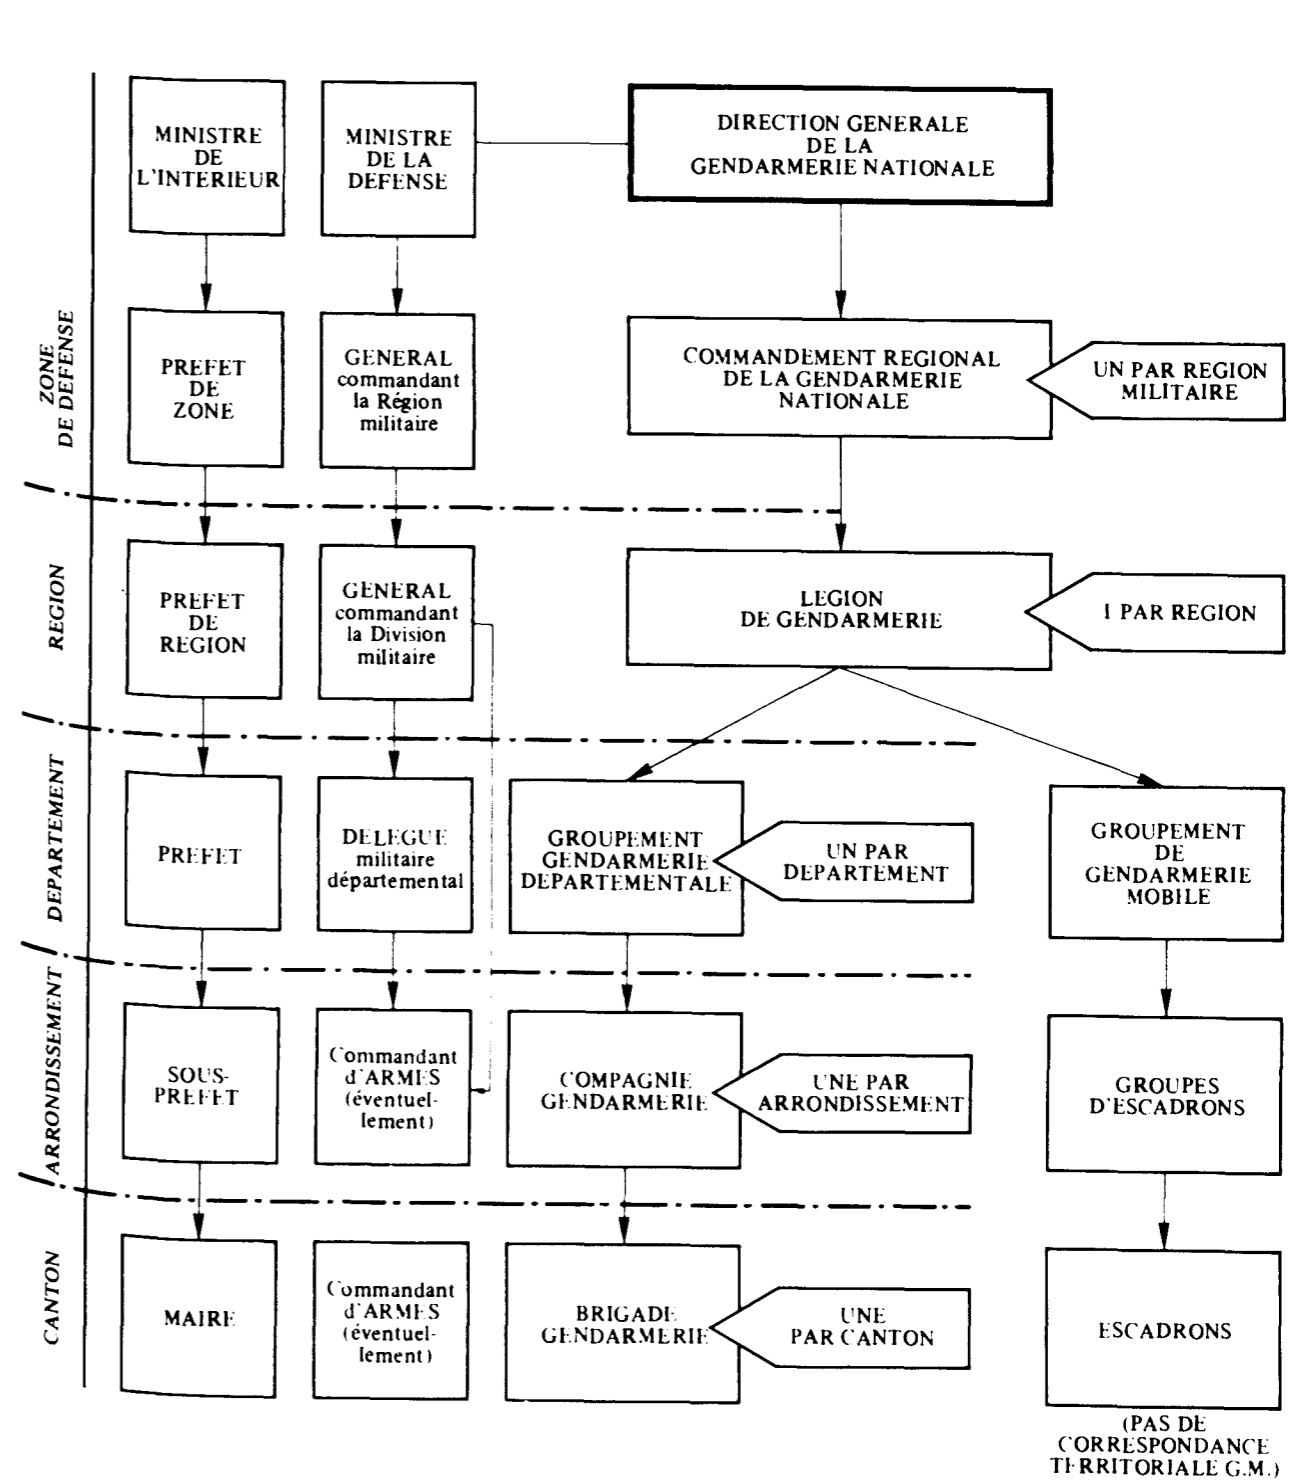 MINISTRE
DE
L'INTERIEUR
MINISTRE
DE LA
DEFENSE
DIRECTION GENERALE
DE LA
GENDARMERIE NATIONALE
ZONE
DE DEFENSE
PREFET
DE
ZONE
GENERAL
commandant
la Région
militaire
COMMANDEMENT REGIONAL
DE LA GENDARMERIE
NATIONALE
UN PAR REGION
MILITAIRE
REGION
PREFET
DE
REGION
GENERAL
commandant
la Division
militaire
LEGION
DE GENDARMERIE
1 PAR REGION
DEPARTEMENT
PREFET
DELEGUE
militaire
départemental
GROUPEMENT
GENDARMERIE
DEPARTEMENTALE
UN PAR
DEPARTEMENT
GROUPEMENT
DE
GENDARMERIE
MOBILE
ARRONDISSEMENT
SOUS-
PREFET
Commandant
d'ARMES
(éventuel-
lement)
COMPAGNIE
GENDARMERIE
UNE PAR
ARRONDISSEMENT
GROUPES
D'ESCADRONS
CANTON
MAIRE
Commandant
d'ARMES
(éventuel-
lement)
BRIGADE
GENDARMERIE
UNE
PAR CANTON
ESCADRONS
(PAS DE
CORRESPONDANCE
TERRITORIALE G.M.)